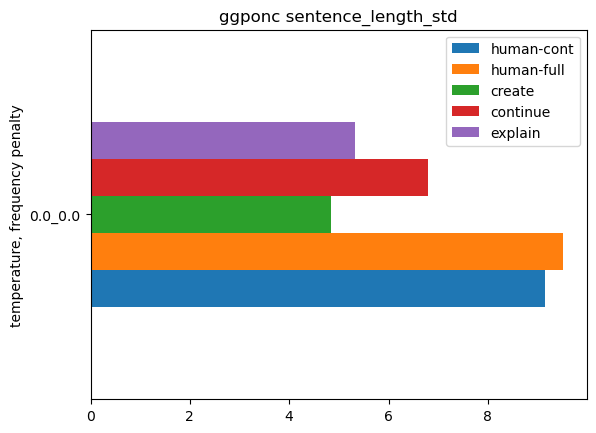 ggponc sentence_length_std
human-cont
human-full
create
continue
explain
temperature, frequency penalty
0.0_0.0
0
2
4
6
8